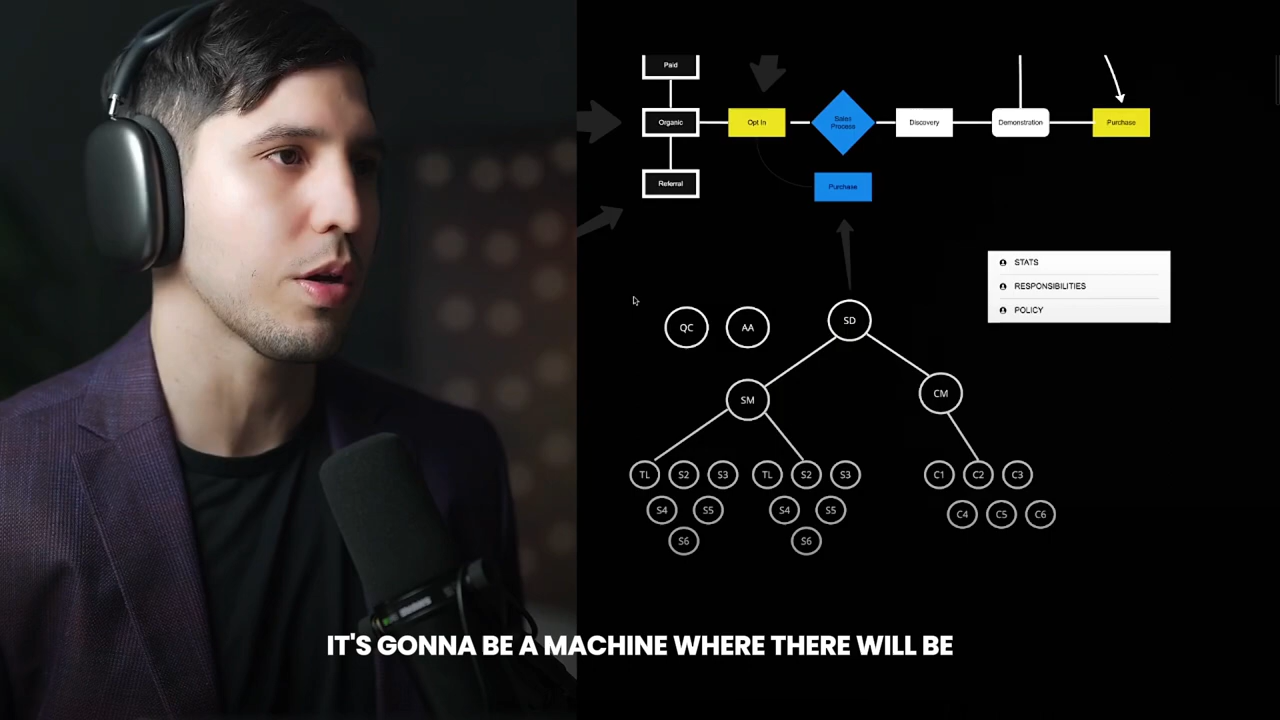 Paid
Organic
Opt In
Sales
Process
Discovery
Demonstration
Purchase
Referral
Purchase
STATS
RESPONSIBILITIES
POLICY
QC
AA
SD
SM
CM
TL
S2
S3
TL
S2
S3
C1
C2
C3
S4
S5
S4
S5
C4
C5
C6
S6
S6
IT'S GONNA BE A MACHINE WHERE THERE WILL BE